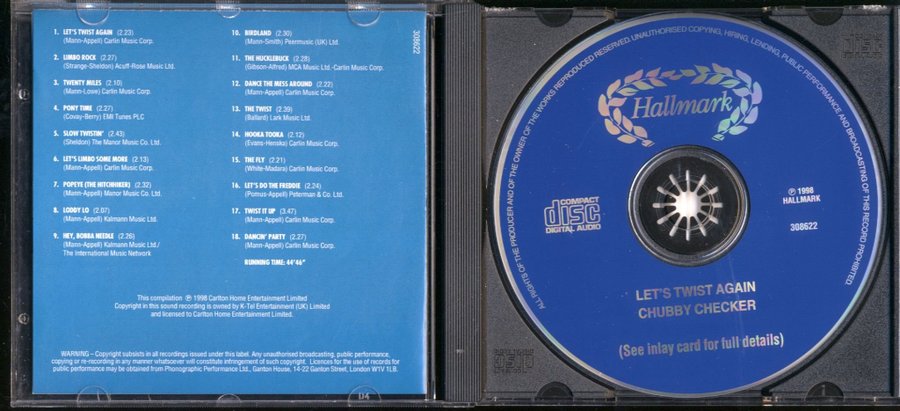 1. LET'S TWIST AGAIN (2.23)
(Mann-Appell) Carlin Music Corp.
2. LIMBO ROCK (2.27)
(Strange-Sheldon) Acuff-Rose Music Ltd.
3. TWENTY MILES (2.10)
(Mann-Lowe) Carlin Music Corp.
4. PONY TIME (2.27)
(Covay-Berry) EMI Tunes PLC
5. SLOW TWISTIN' (2.43)
(Sheldon) The Manor Music Co. Ltd.
6. LET'S LIMBO SOME MORE (2.13)
(Mann-Appell) Carlin Music Corp.
7. POPEYE (THE HITCHHIKER) (2.32)
(Mann-Appell) Manor Music Co. Ltd.
8. LODDY LO (2.07)
(Mann-Appell) Kalmann Music Ltd.
9. HEY, BOBBA NEEDLE (2.26)
(Mann-Appell) Kalmann Music Ltd./
The International Music Network
10. BIRDLAND (2.30)
(Mann-Smith) Peermusic (UK) Ltd.
11. THE HUCKLEBUCK (2.28)
(Gibson-Alfred) MCA Music Ltd.-Carlin Music Corp.
12. DANCE THE MESS AROUND (2.22)
(Mann-Appell) Carlin Music Corp.
13. THE TWIST (2.39)
(Ballard) Lark Music Ltd.
14. HOOKA TOOKA (2.12)
(Evans-Henska) Carlin Music Corp.
15. THE FLY (2.21)
(White-Madara) Carlin Music Corp.
16. LET'S DO THE FREDDIE (2.24)
(Pomus-Appell) Peterman & Co. Ltd.
17. TWIST IT UP (3.47)
(Mann-Appell) Carlin Music Corp.
18. DANCIN' PARTY (2.27)
(Mann-Appell) Carlin Music Corp.
RUNNING TIME: 44'46"
308622
This compilation ℗ 1998 Carlton Home Entertainment Limited
Copyright in this sound recording is owned by K-Tel Entertainment (UK) Limited
and licensed to Carlton Home Entertainment Limited.
WARNING – Copyright subsists in all recordings issued under this label. Any unauthorised broadcasting, public performance,
copying or re-recording in any manner whatsoever will constitute infringement of such copyright. Licences for the use of records for
public performance may be obtained from Phonographic Performance Ltd., Ganton House, 14-22 Ganton Street, London W1V 1LB.
D4
ALL RIGHTS OF THE PRODUCER AND OF THE OWNER OF THE WORKS REPRODUCED RESERVED. UNAUTHORISED COPYING, HIRING, LENDING, PUBLIC PERFORMANCE AND BROADCASTING OF THIS RECORD PROHIBITED
Hallmark
COMPACT
disc
DIGITAL AUDIO
℗ 1998
HALLMARK
308622
LET'S TWIST AGAIN
CHUBBY CHECKER
(See inlay card for full details)
1